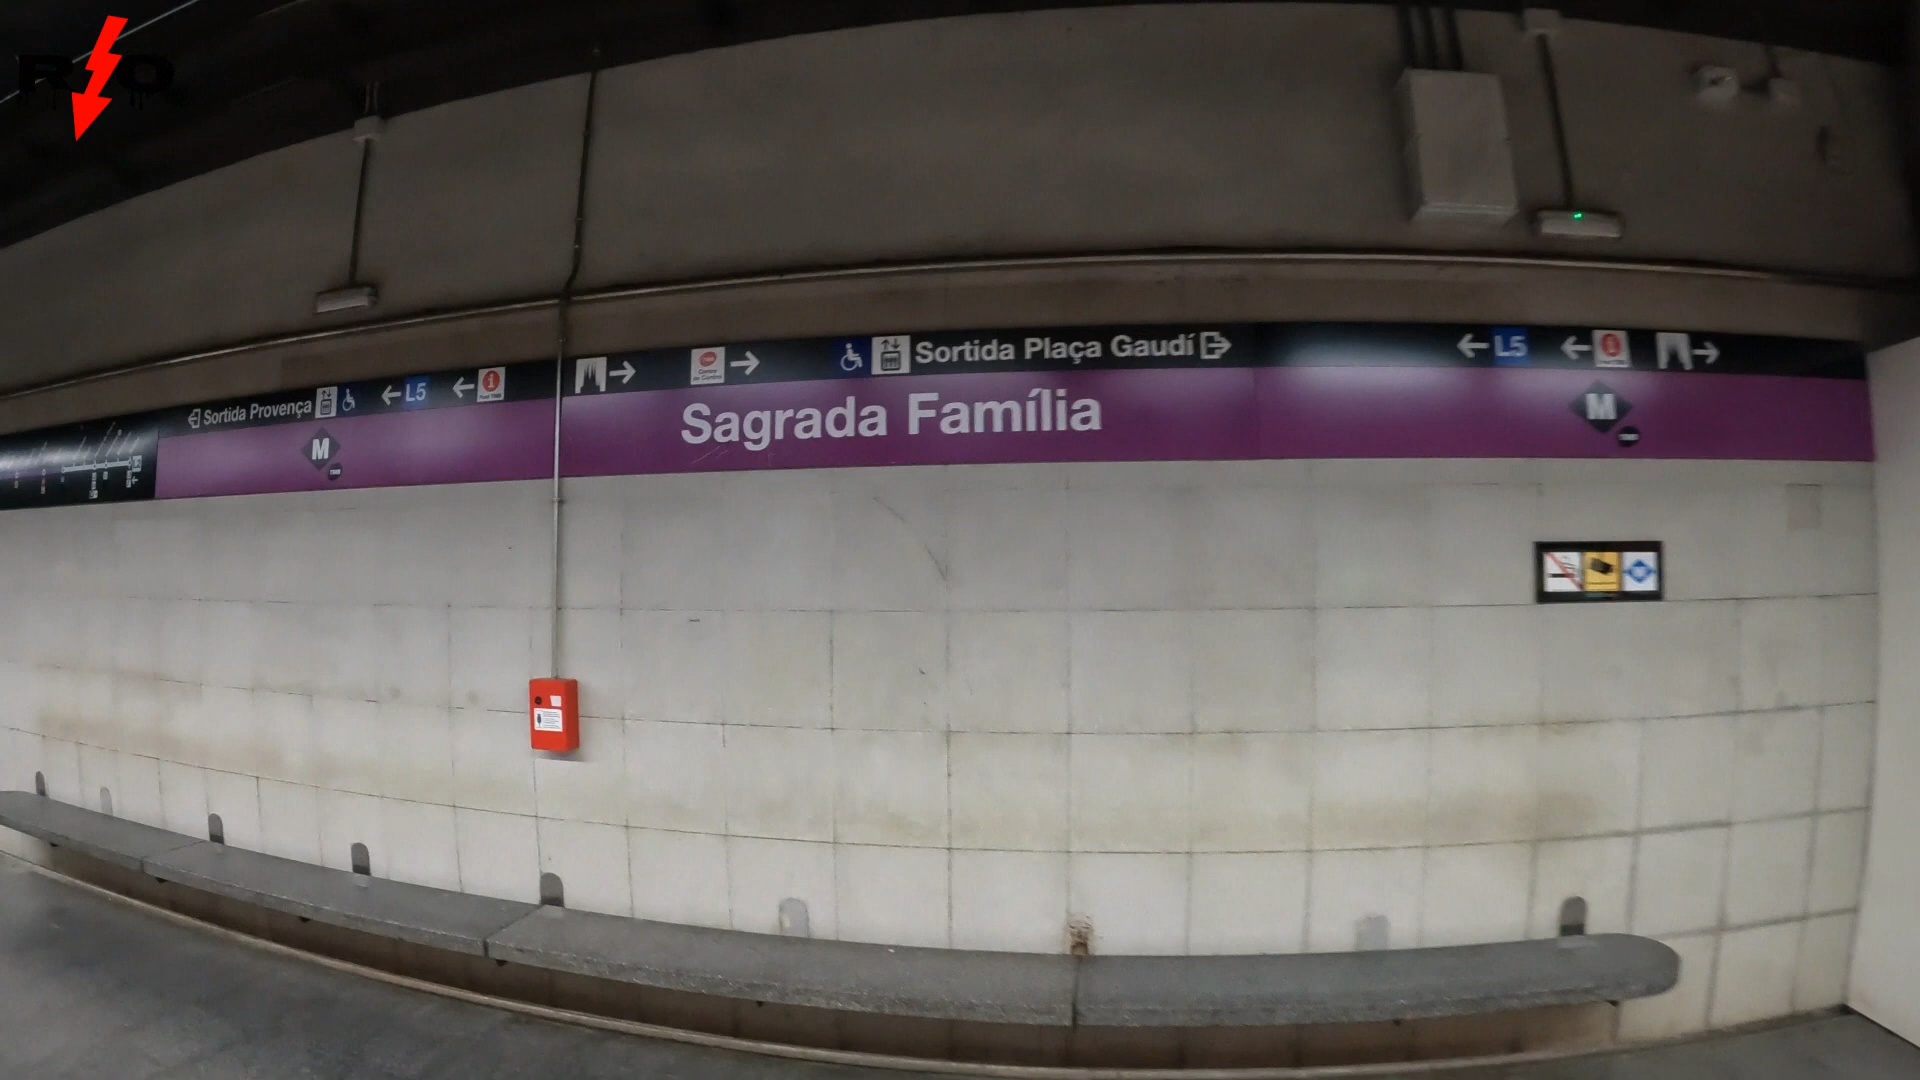 R Q
Sortida Provença
← L5
←
→
→
Sortida Plaça Gaudí
← L5
←
→
M
Sagrada Família
M